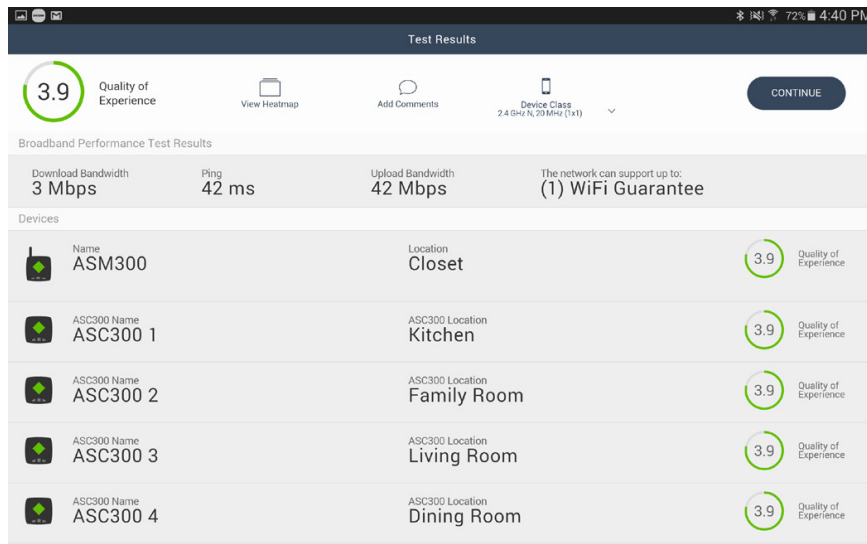 72% 4:40 PM
Test Results
3.9
Quality of
Experience
View Heatmap
Add Comments
Device Class
2.4 GHz N, 20 MHz (1x1)
CONTINUE
Broadband Performance Test Results
Download Bandwidth
3 Mbps
Ping
42 ms
Upload Bandwidth
42 Mbps
The network can support up to:
(1) WiFi Guarantee
Devices
Name
ASM300
Location
Closet
3.9
Quality of
Experience
ASC300 Name
ASC300 1
ASC300 Location
Kitchen
3.9
Quality of
Experience
ASC300 Name
ASC300 2
ASC300 Location
Family Room
3.9
Quality of
Experience
ASC300 Name
ASC300 3
ASC300 Location
Living Room
3.9
Quality of
Experience
ASC300 Name
ASC300 4
ASC300 Location
Dining Room
3.9
Quality of
Experience